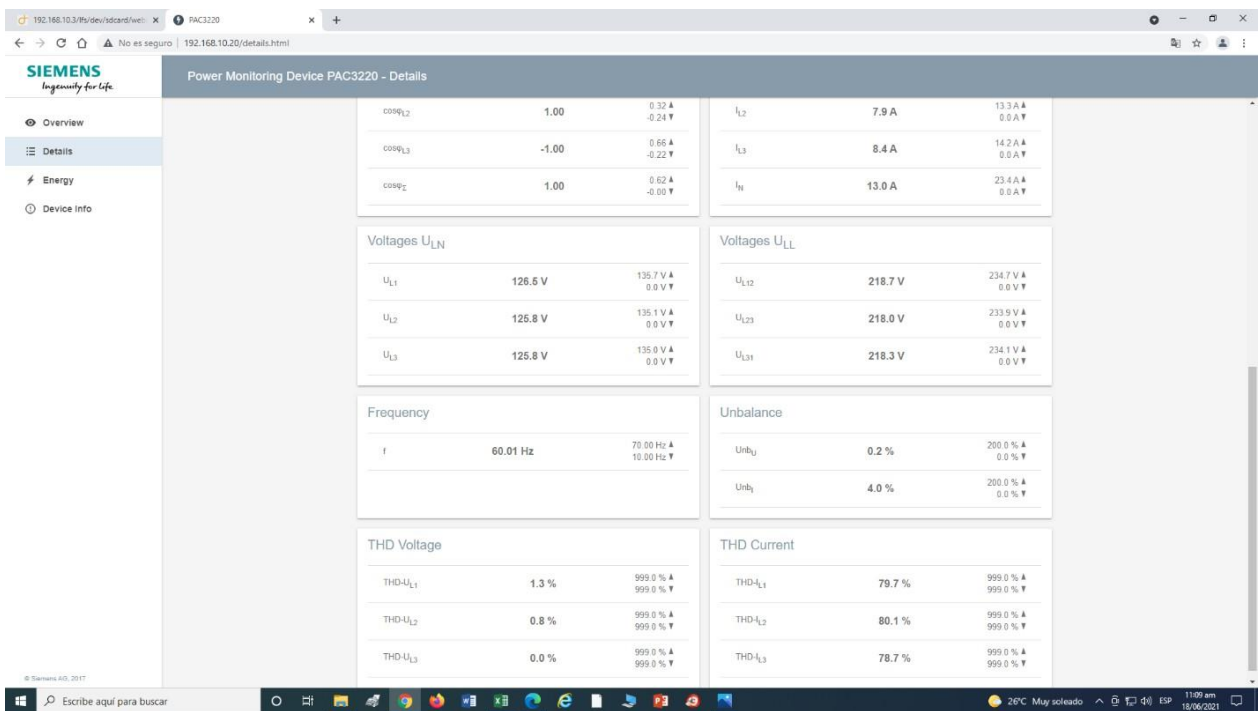 192.168.10.3/lfs/dev/sdcard/web
PAC3220
No es seguro | 192.168.10.20/details.html
SIEMENS
Ingenuity for life
Power Monitoring Device PAC3220 - Details
Overview
Details
Energy
Device Info
cosφL2 1.00 0.32 ▲
-0.24 ▼
IL2 7.9 A 13.3 A ▲
0.0 A ▼
cosφL3 -1.00 0.66 ▲
-0.22 ▼
IL3 8.4 A 14.2 A ▲
0.0 A ▼
cosφΣ 1.00 0.62 ▲
-0.00 ▼
IN 13.0 A 23.4 A ▲
0.0 A ▼
Voltages ULN
UL1 126.5 V 135.7 V ▲
0.0 V ▼
UL2 125.8 V 135.1 V ▲
0.0 V ▼
UL3 125.8 V 135.0 V ▲
0.0 V ▼
Voltages ULL
UL12 218.7 V 234.7 V ▲
0.0 V ▼
UL23 218.0 V 233.9 V ▲
0.0 V ▼
UL31 218.3 V 234.1 V ▲
0.0 V ▼
Frequency
f 60.01 Hz 70.00 Hz ▲
10.00 Hz ▼
Unbalance
UnbU 0.2 % 200.0 % ▲
0.0 % ▼
UnbI 4.0 % 200.0 % ▲
0.0 % ▼
THD Voltage
THD-UL1 1.3 % 999.0 % ▲
999.0 % ▼
THD-UL2 0.8 % 999.0 % ▲
999.0 % ▼
THD-UL3 0.0 % 999.0 % ▲
999.0 % ▼
THD Current
THD-IL1 79.7 % 999.0 % ▲
999.0 % ▼
THD-IL2 80.1 % 999.0 % ▲
999.0 % ▼
THD-IL3 78.7 % 999.0 % ▲
999.0 % ▼
© Siemens AG, 2017
Escribe aquí para buscar
26°C Muy soleado
ESP
11:09 am
18/06/2021